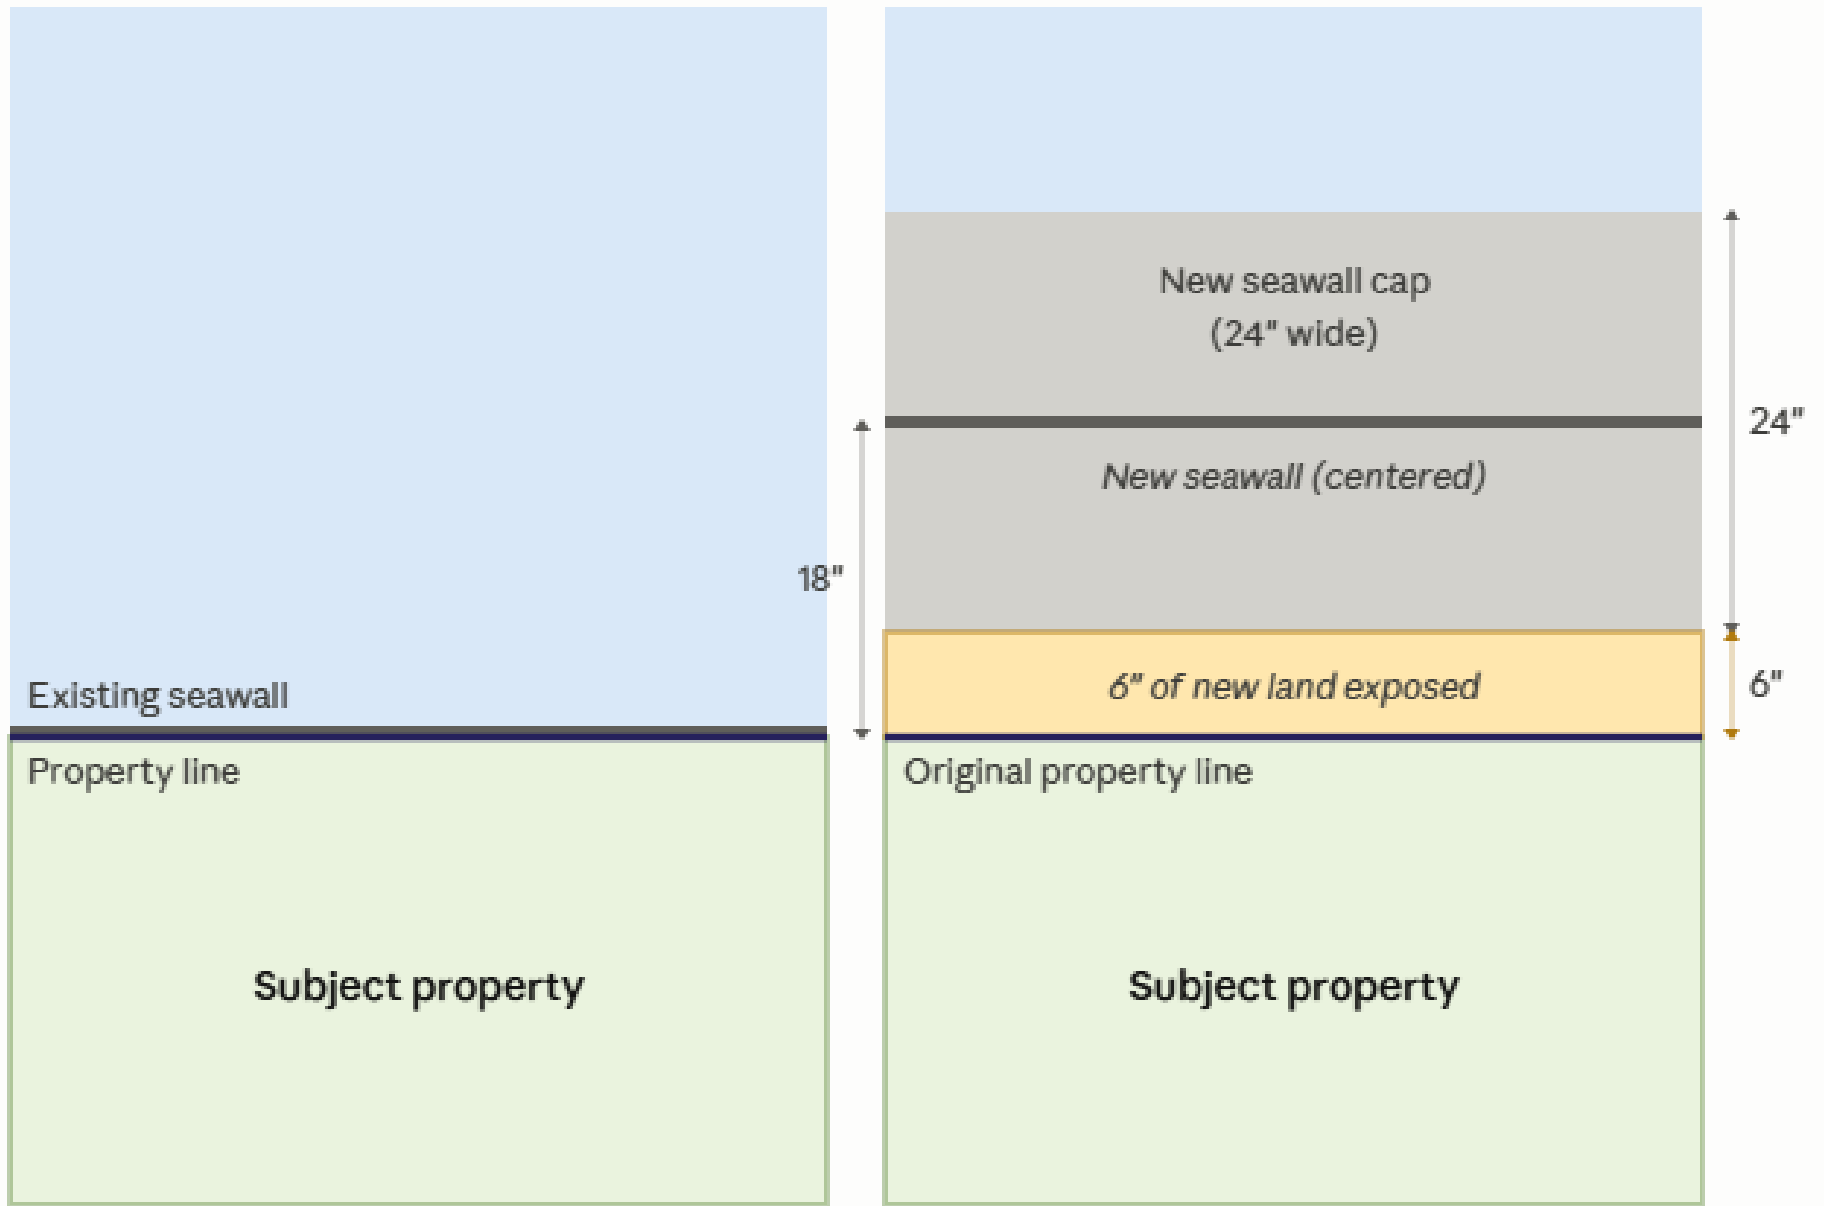 Existing seawall
Property line
Subject property
18"
New seawall cap
(24" wide)
New seawall (centered)
24"
6" of new land exposed
6"
Original property line
Subject property